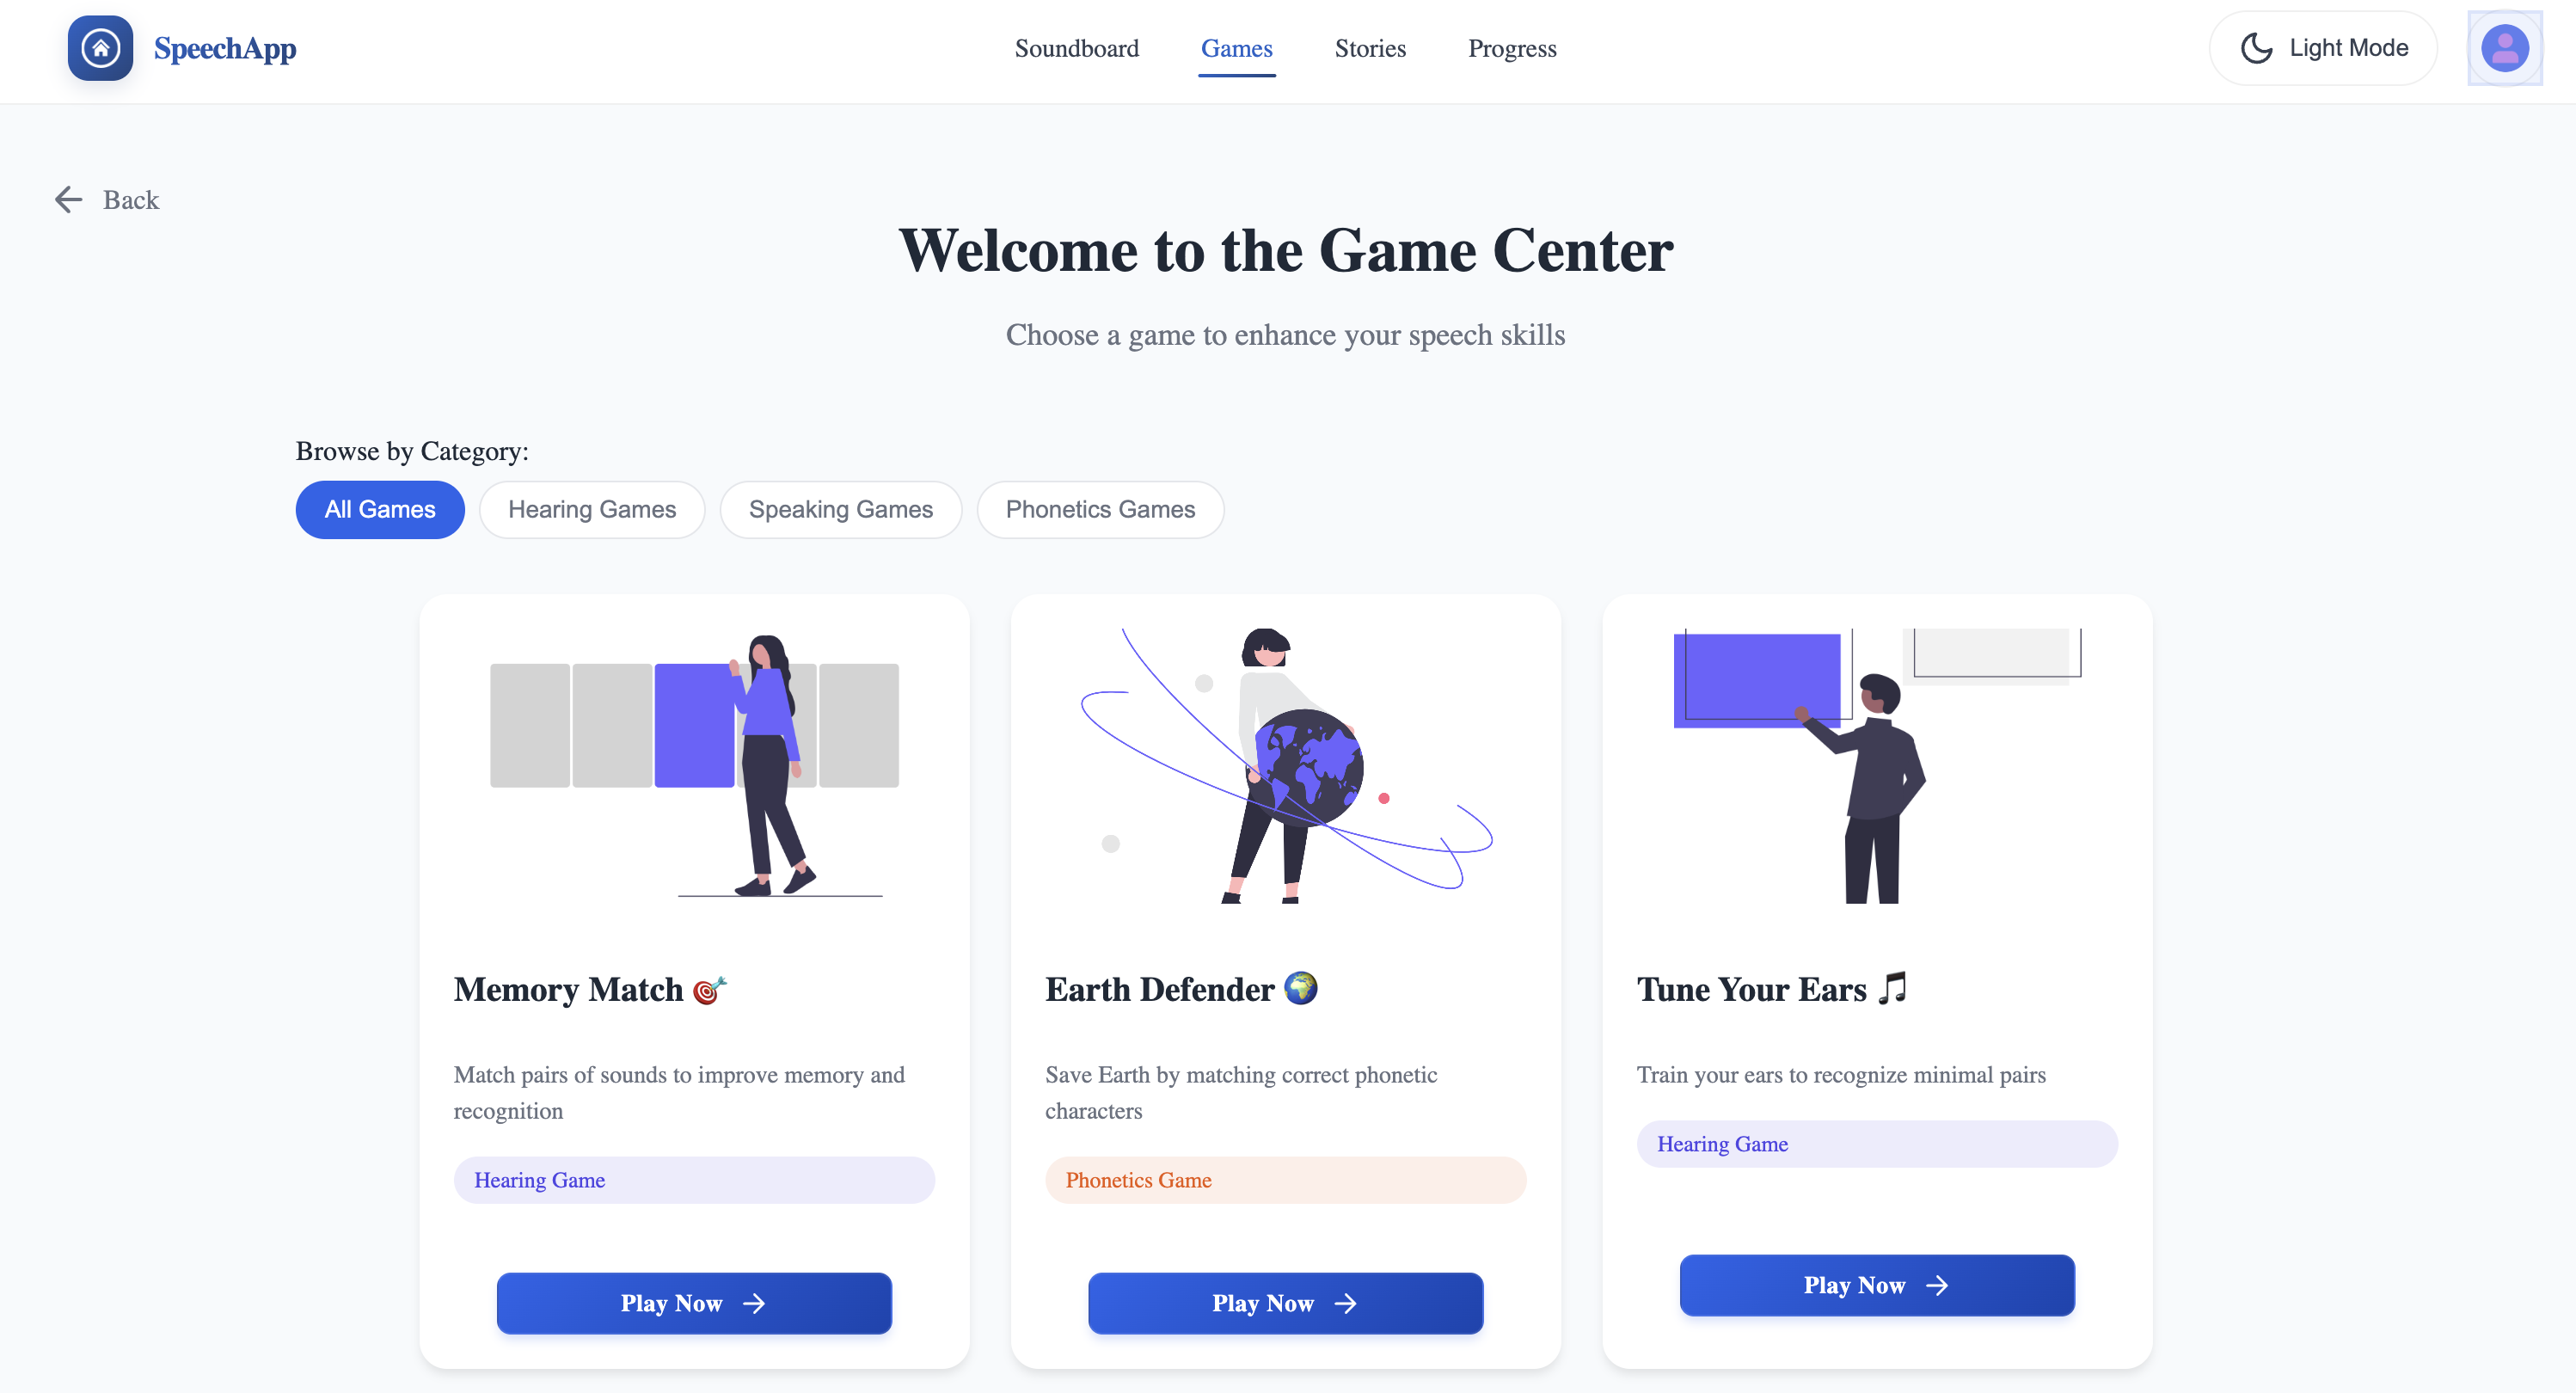 SpeechApp
Soundboard
Games
Stories
Progress
Light Mode
Back
Welcome to the Game Center
Choose a game to enhance your speech skills
Browse by Category:
All Games
Hearing Games
Speaking Games
Phonetics Games
Memory Match 🎯
Match pairs of sounds to improve memory and
recognition
Hearing Game
Play Now →
Earth Defender 🌍
Save Earth by matching correct phonetic
characters
Phonetics Game
Play Now →
Tune Your Ears 🎵
Train your ears to recognize minimal pairs
Hearing Game
Play Now →